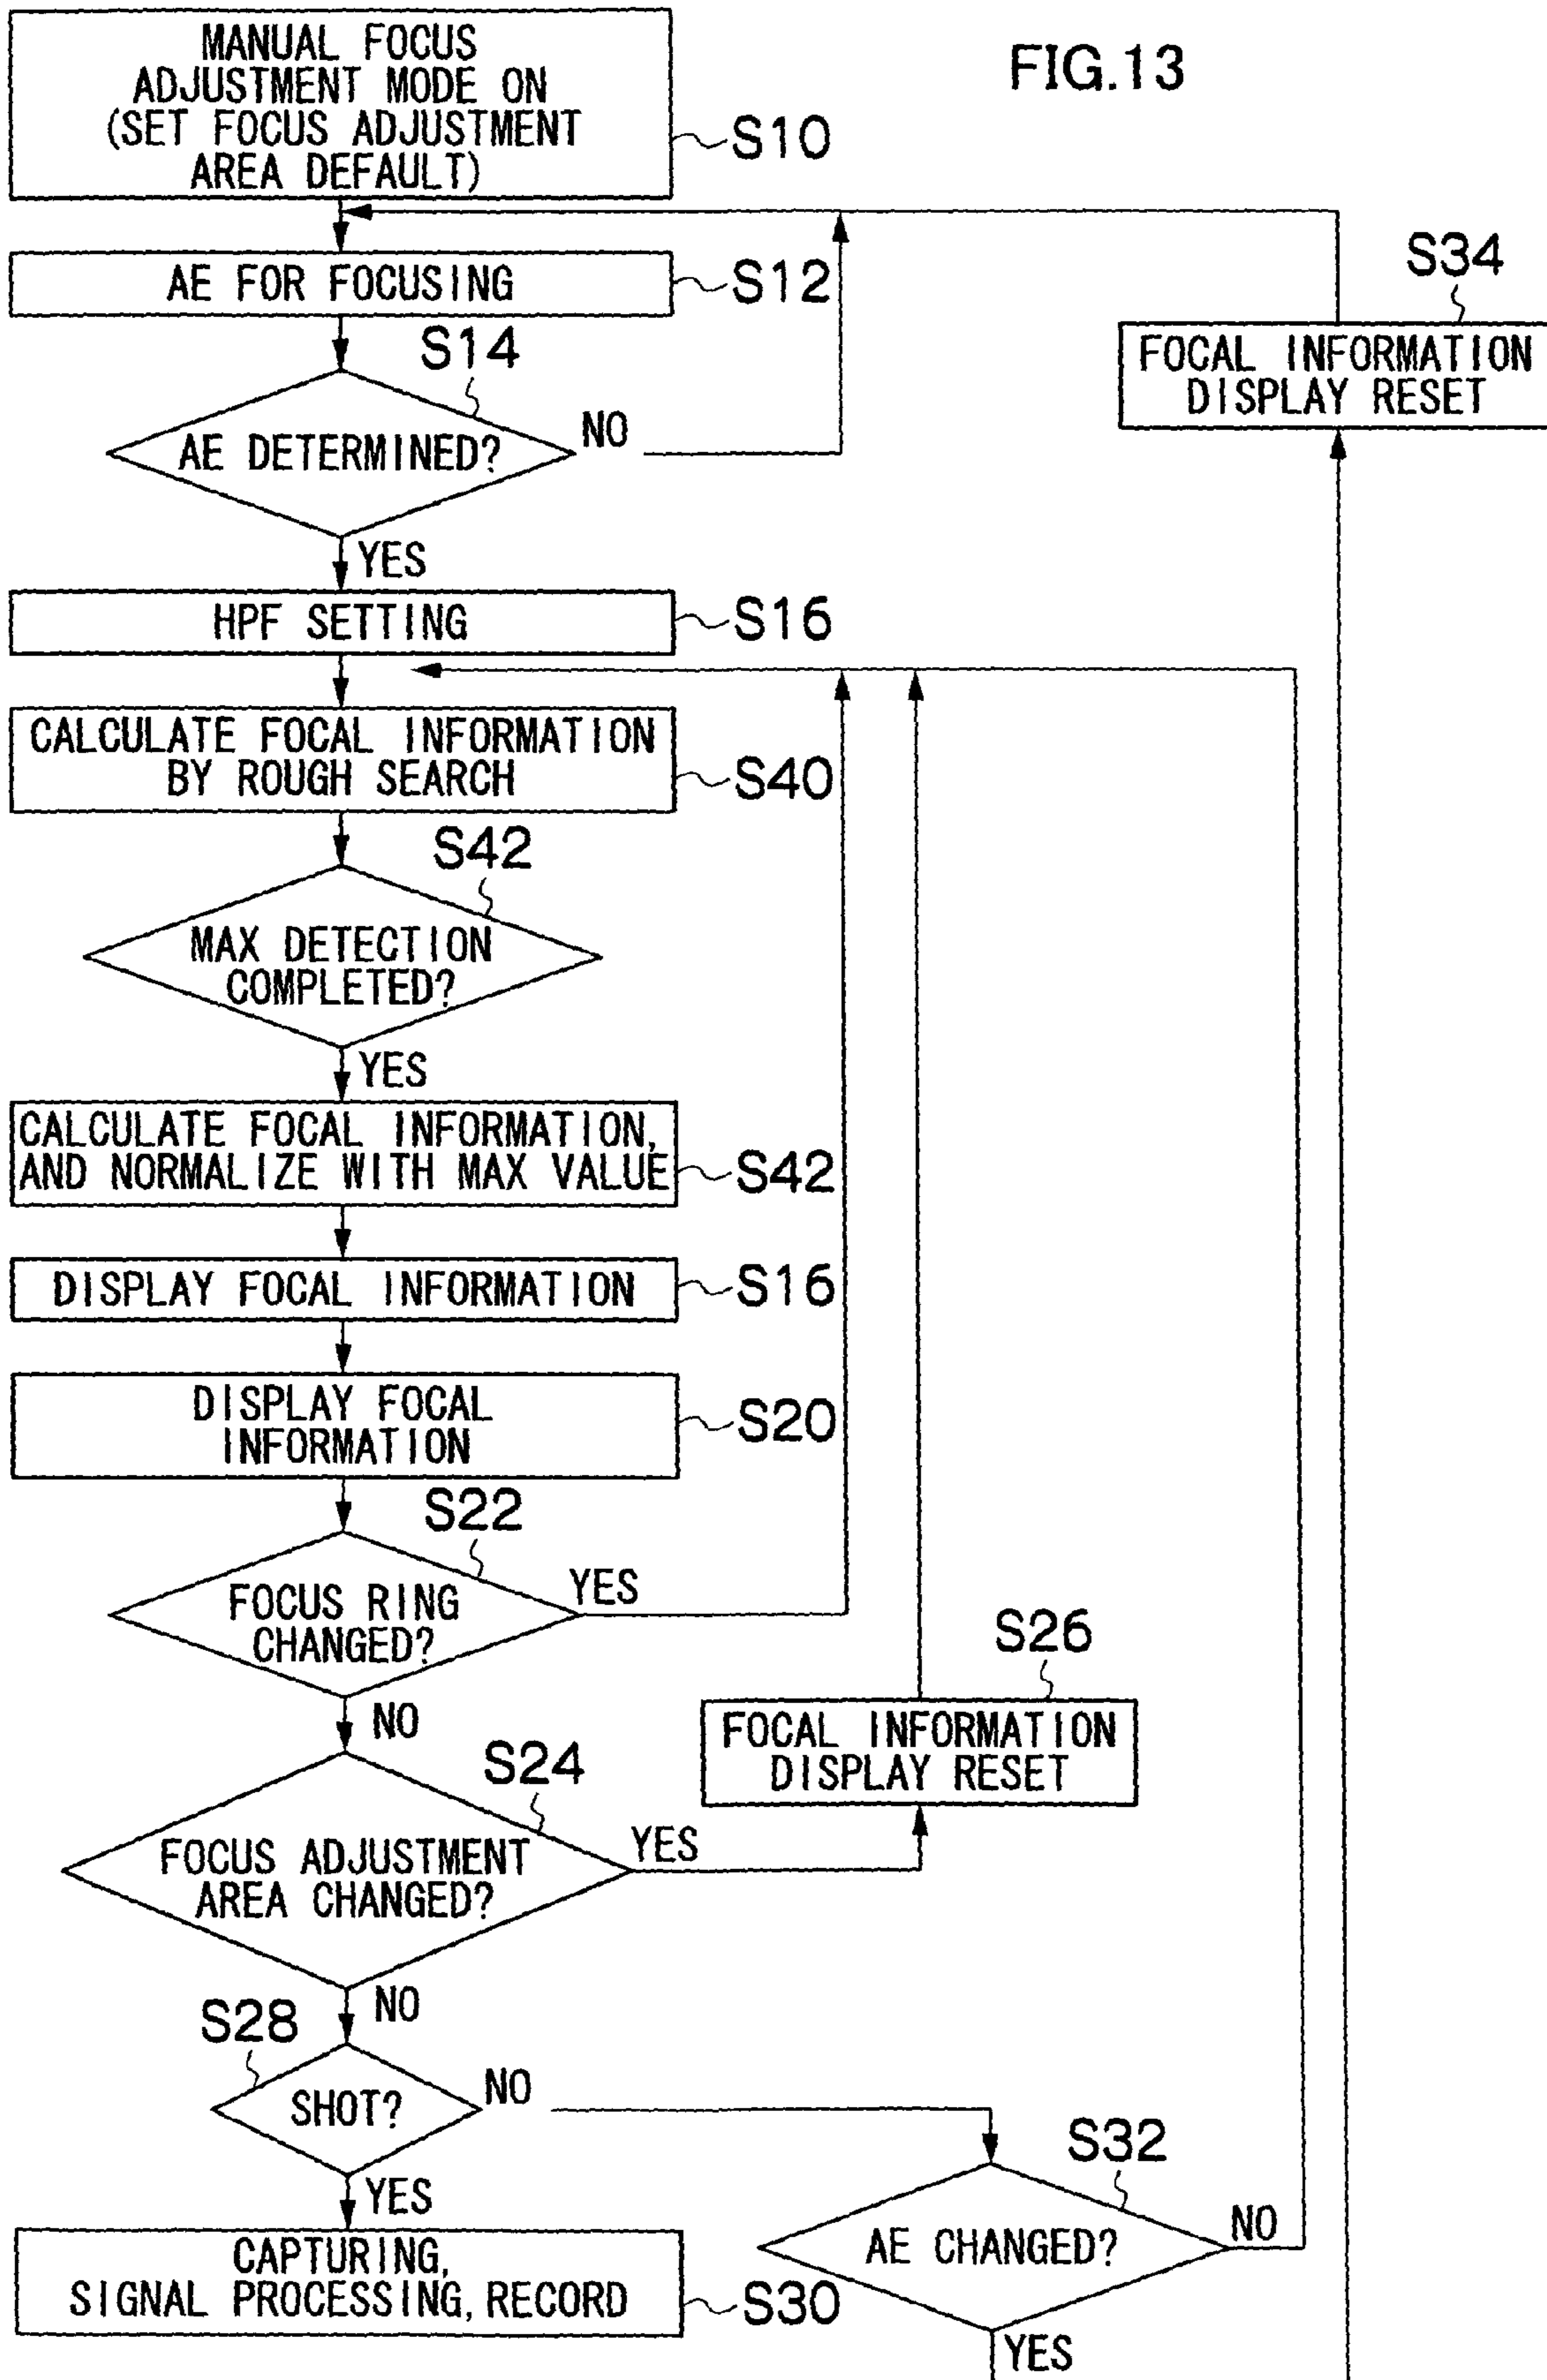 FIG.13
MANUAL FOCUS
ADJUSTMENT MODE ON
(SET FOCUS ADJUSTMENT
AREA DEFAULT)
S10
AE FOR FOCUSING
S12
S34
FOCAL INFORMATION
DISPLAY RESET
S14
AE DETERMINED?
NO
YES
HPF SETTING
S16
CALCULATE FOCAL INFORMATION
BY ROUGH SEARCH
S40
S42
MAX DETECTION
COMPLETED?
YES
CALCULATE FOCAL INFORMATION,
AND NORMALIZE WITH MAX VALUE
S42
DISPLAY FOCAL INFORMATION
S16
DISPLAY FOCAL
INFORMATION
S20
S22
FOCUS RING
CHANGED?
YES
NO
S26
FOCAL INFORMATION
DISPLAY RESET
S24
FOCUS ADJUSTMENT
AREA CHANGED?
YES
NO
S28
SHOT?
NO
YES
S32
AE CHANGED?
NO
YES
CAPTURING,
SIGNAL PROCESSING, RECORD
S30